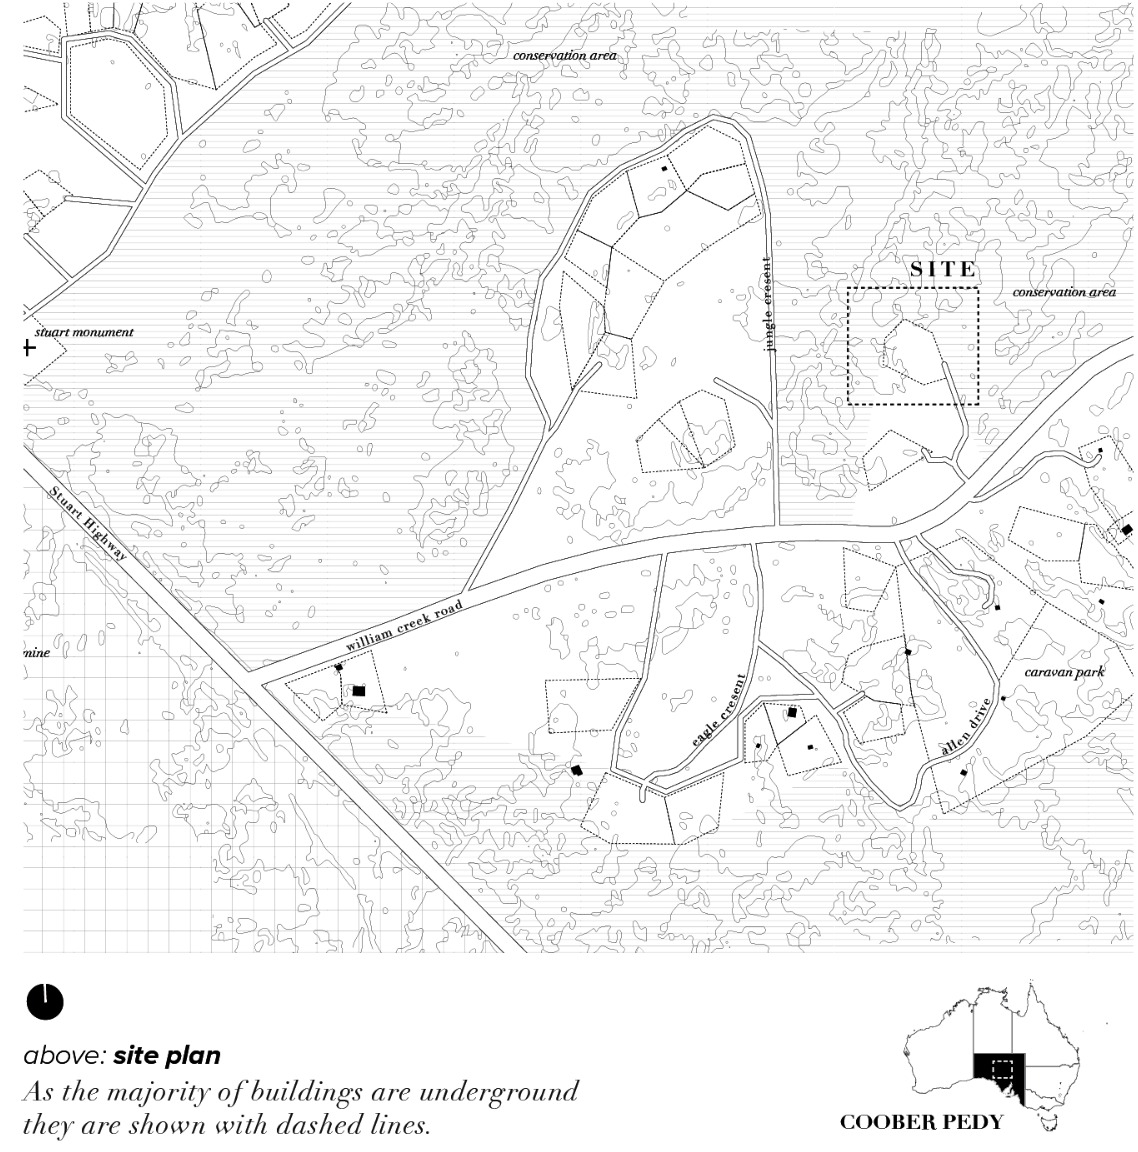 conservation area
SITE
jungle cresent
conservation area
stuart monument
Stuart Highway
william creek road
mine
caravan park
eagle cresent
allen drive
above: site plan
As the majority of buildings are underground
they are shown with dashed lines.
COOBER PEDY